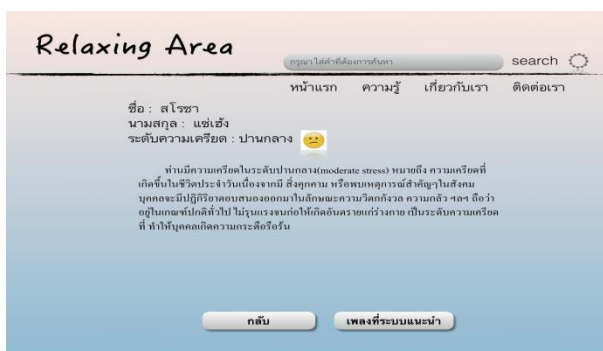 Relaxing Area
กรุณาใส่คำที่ต้องการค้นหา
search
หน้าแรก ความรู้ เกี่ยวกับเรา ติดต่อเรา
ชื่อ : สโรชา
นามสกุล : แซ่เฮ้ง
ระดับความเครียด : ปานกลาง
ท่านมีความเครียดในระดับปานกลาง(moderate stress) หมายถึง ความเครียดที่
เกิดขึ้นในชีวิตประจำวันเนื่องจากมี สิ่งคุกคาม หรือพบเหตุการณ์สำคัญๆในสังคม
บุคคลจะมีปฏิกิริยาตอบสนองออกมาในลักษณะความวิตกกังวล ความกลัว ฯลฯ ถือว่า
อยู่ในเกณฑ์ปกติทั่วไป ไม่รุนแรงจนก่อให้เกิดอันตรายแก่ร่างกาย เป็นระดับความเครียด
ที่ ทำให้บุคคลเกิดความกระตือรือร้น
กลับ เพลงที่ระบบแนะนำ